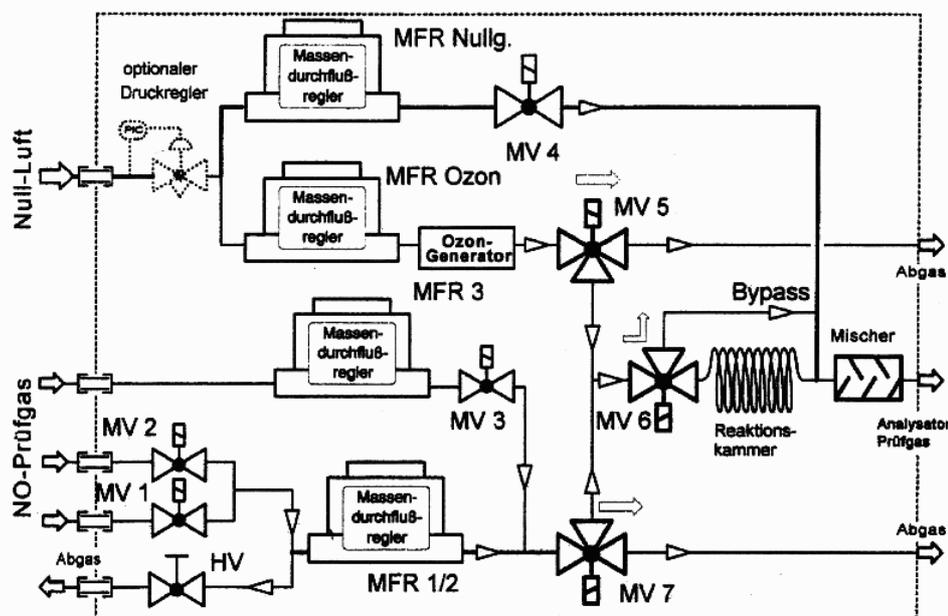 MFR Nullg.
Massen-
durchfluß-
regler
optionaler
Druckregler
PIC
MV 4
Null-Luft
MFR Ozon
Massen-
durchfluß-
regler
MV 5
Ozon-
Generator
MFR 3
Abgas
Bypass
Massen-
durchfluß-
regler
Mischer
MV 3
MV 6
Reaktions-
kammer
Analysator
Prüfgas
NO-Prüfgas
MV 2
MV 1
Massen-
durchfluß-
regler
Abgas
Abgas
HV
MFR 1/2
MV 7